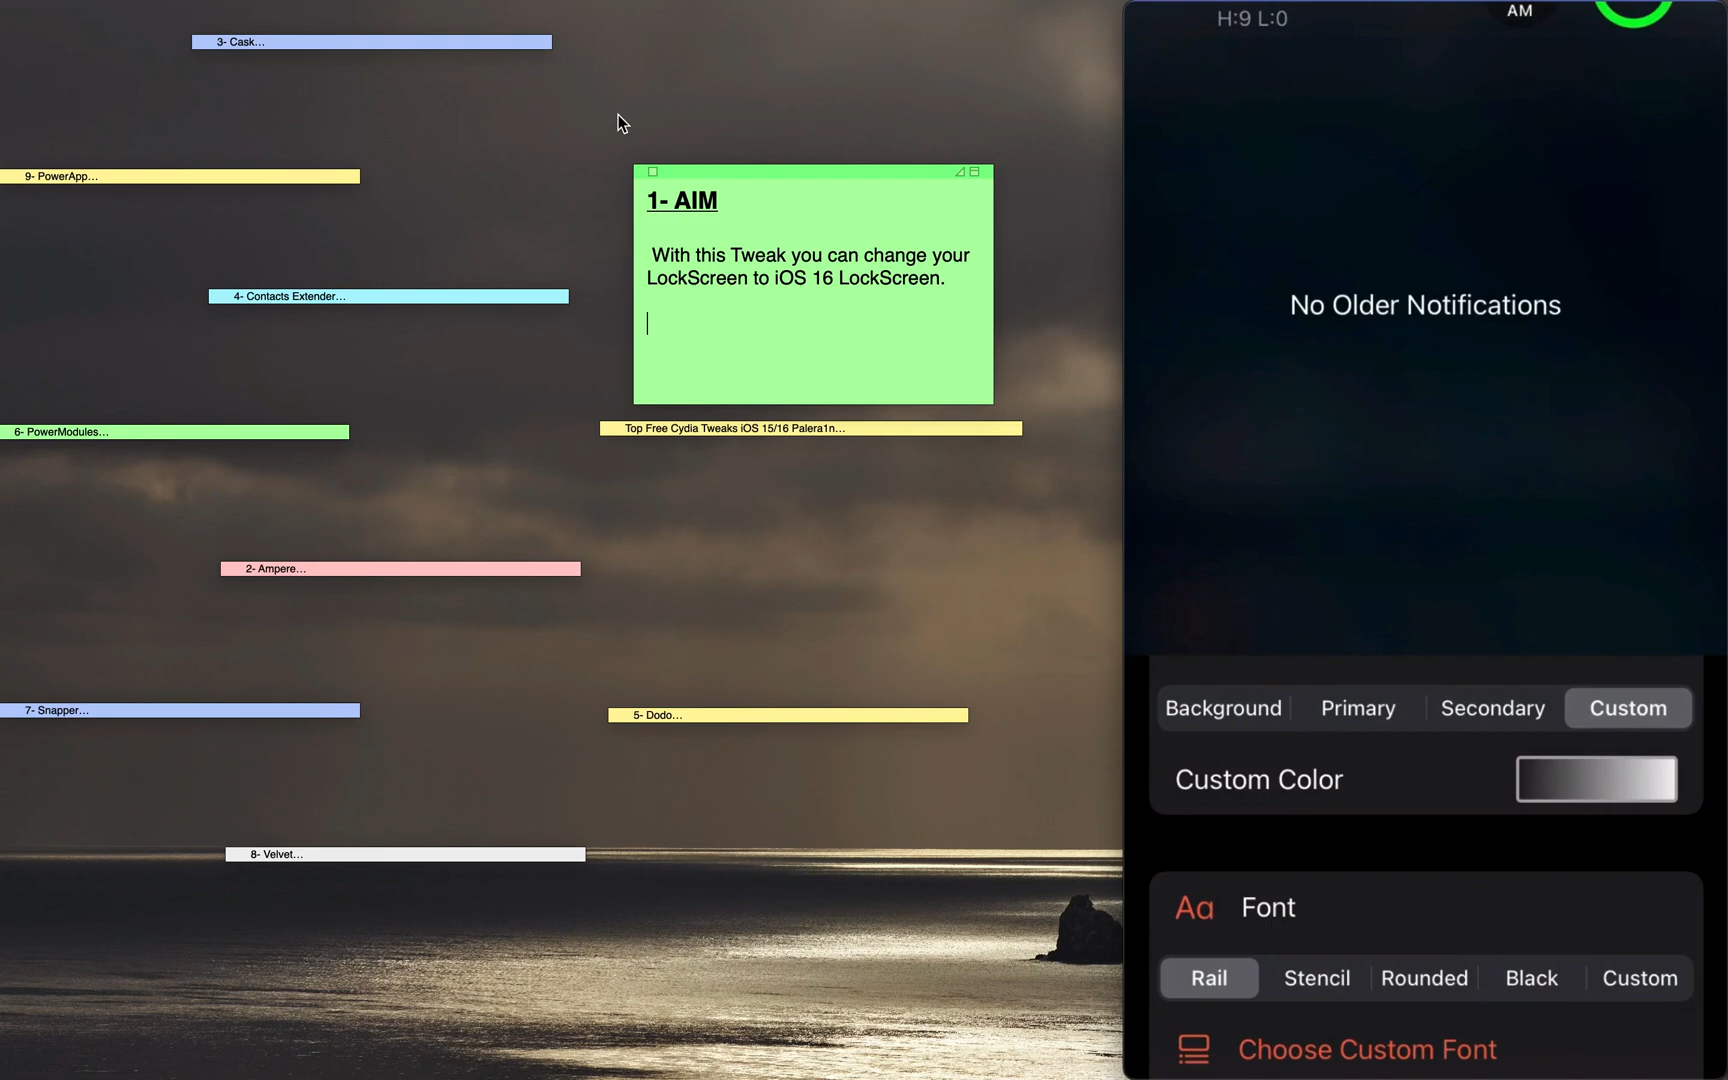 3- Cask...
9- PowerApp...
4- Contacts Extender...
1- AIM
With this Tweak you can change your
LockScreen to iOS 16 LockScreen.
6- PowerModules...
Top Free Cydia Tweaks iOS 15/16 Palera1n...
2- Ampere...
7- Snapper...
5- Dodo...
8- Velvet...
H:9 L:0
AM
No Older Notifications
Background Primary Secondary Custom
Custom Color
Aa Font
Rail Stencil Rounded Black Custom
Choose Custom Font